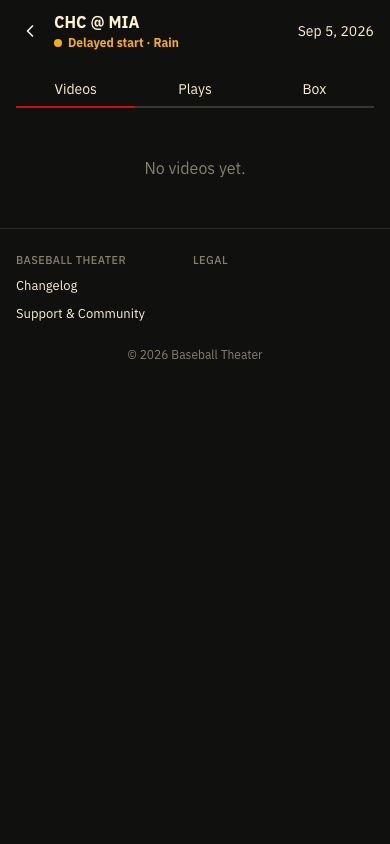 CHC @ MIA
Delayed start · Rain
Sep 5, 2026
Videos
Plays
Box
No videos yet.
BASEBALL THEATER
Changelog
Support & Community
LEGAL
© 2026 Baseball Theater